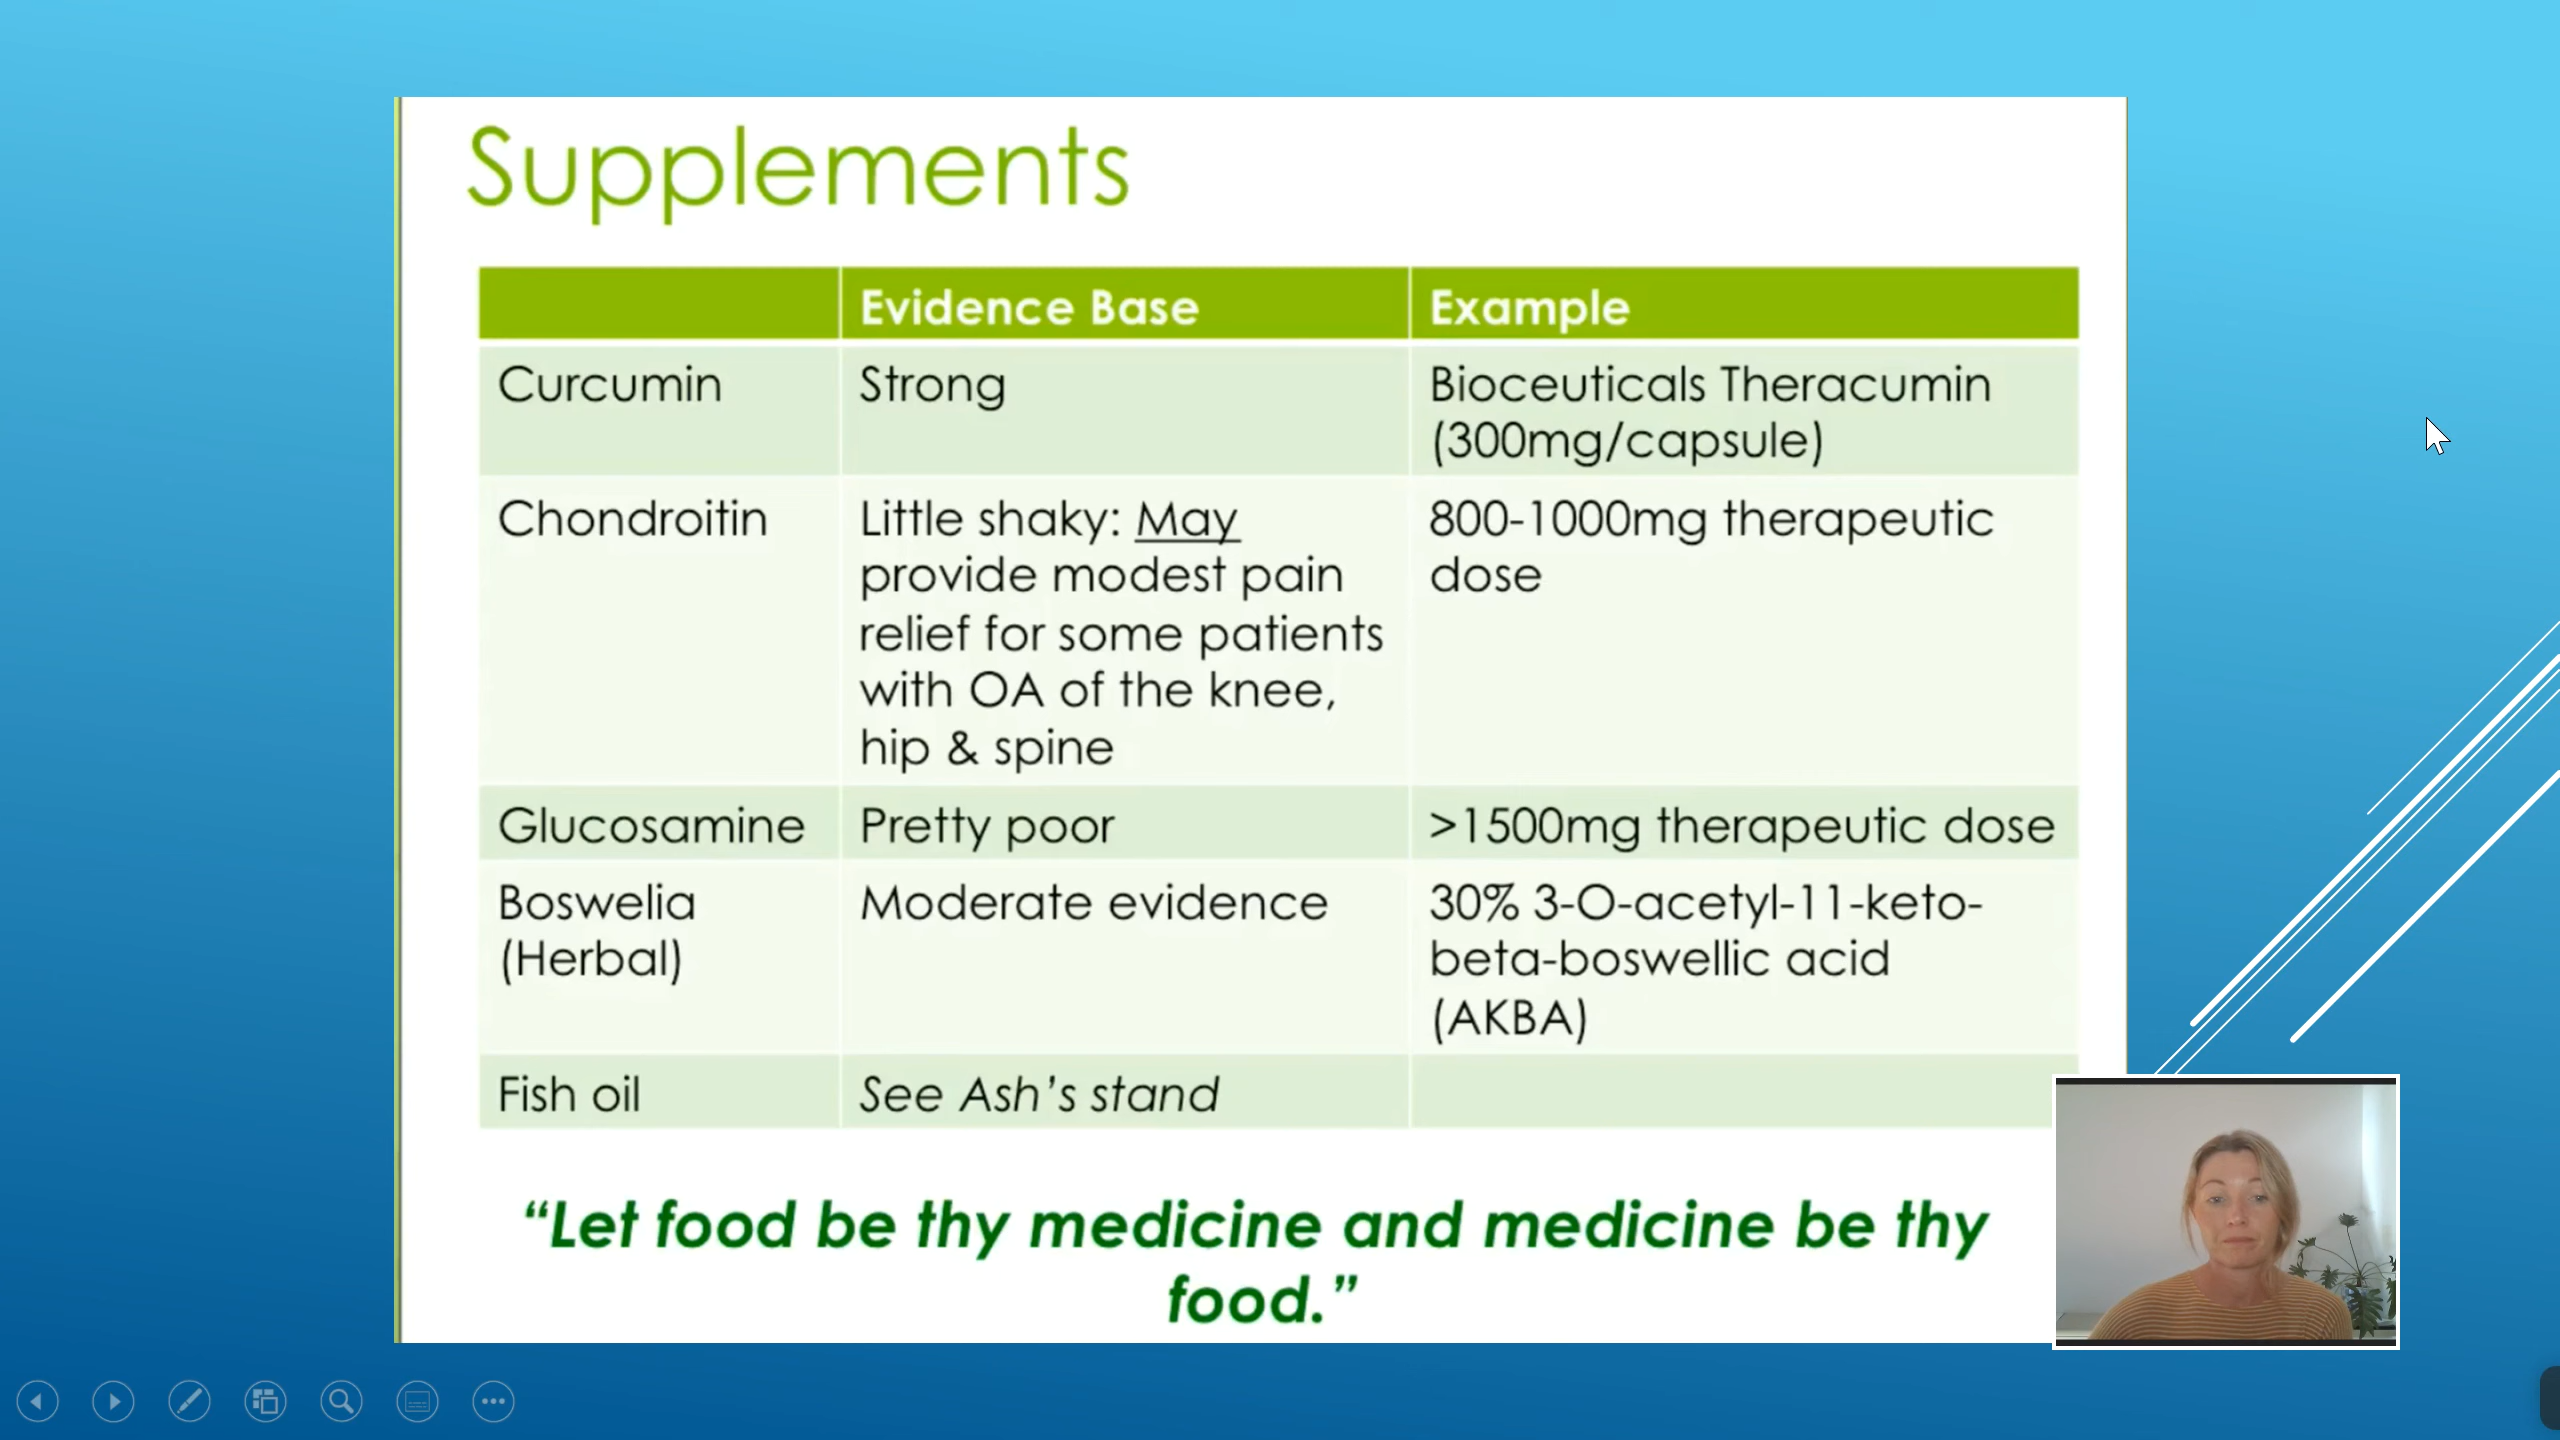 Supplements
Evidence Base
Example
Curcumin
Strong
Bioceuticals Theracumin
(300mg/capsule)
Chondroitin
Little shaky: May
provide modest pain
relief for some patients
with OA of the knee,
hip & spine
800-1000mg therapeutic
dose
Glucosamine
Pretty poor
>1500mg therapeutic dose
Boswelia
(Herbal)
Moderate evidence
30% 3-O-acetyl-11-keto-
beta-boswellic acid
(AKBA)
Fish oil
See Ash’s stand
“Let food be thy medicine and medicine be thy
food.”